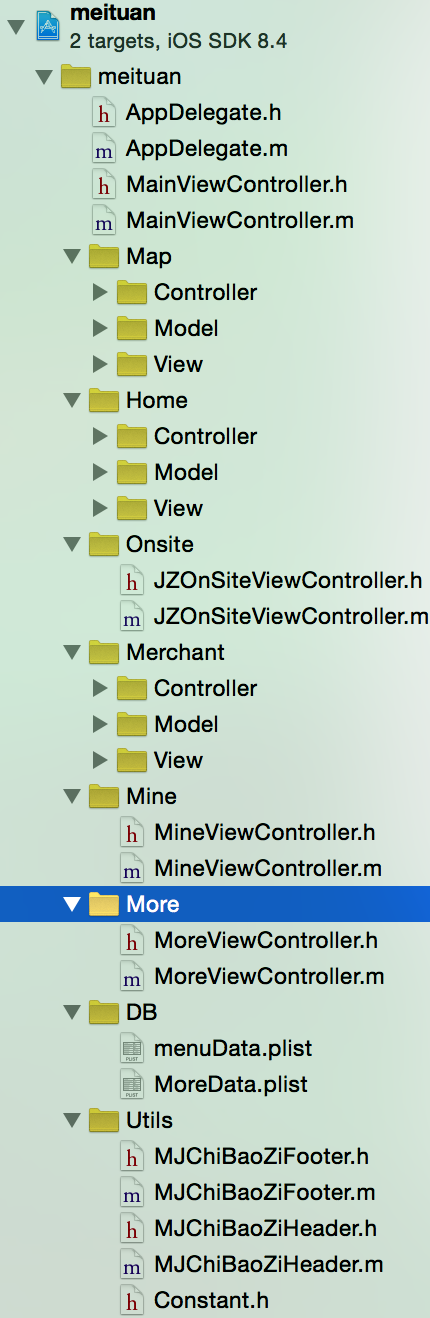 meituan
2 targets, iOS SDK 8.4
meituan
h AppDelegate.h
m AppDelegate.m
h MainViewController.h
m MainViewController.m
Map
Controller
Model
View
Home
Controller
Model
View
Onsite
h JZOnSiteViewController.h
m JZOnSiteViewController.m
Merchant
Controller
Model
View
Mine
h MineViewController.h
m MineViewController.m
More
h MoreViewController.h
m MoreViewController.m
DB
PLIST menuData.plist
PLIST MoreData.plist
Utils
h MJChiBaoZiFooter.h
m MJChiBaoZiFooter.m
h MJChiBaoZiHeader.h
m MJChiBaoZiHeader.m
h Constant.h